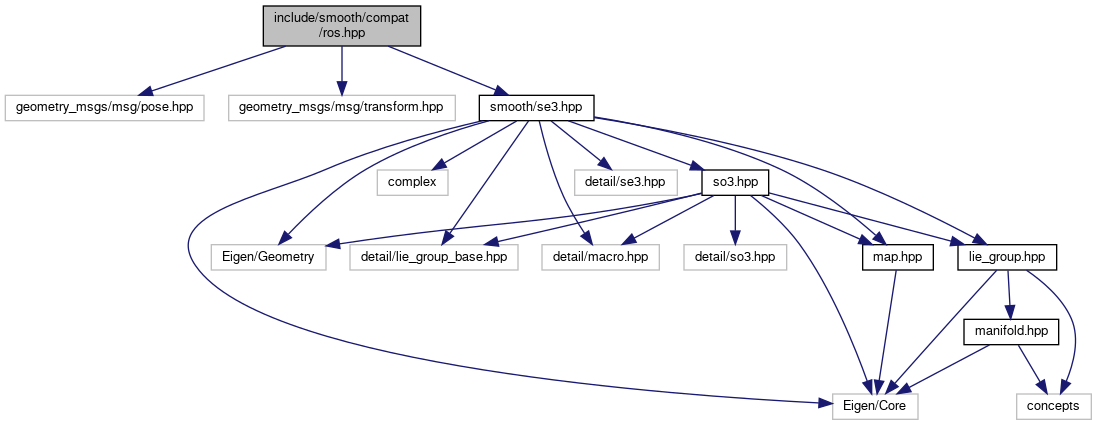 include/smooth/compat
/ros.hpp
geometry_msgs/msg/pose.hpp
geometry_msgs/msg/transform.hpp
smooth/se3.hpp
complex
detail/se3.hpp
so3.hpp
Eigen/Geometry
detail/lie_group_base.hpp
detail/macro.hpp
detail/so3.hpp
map.hpp
lie_group.hpp
manifold.hpp
Eigen/Core
concepts